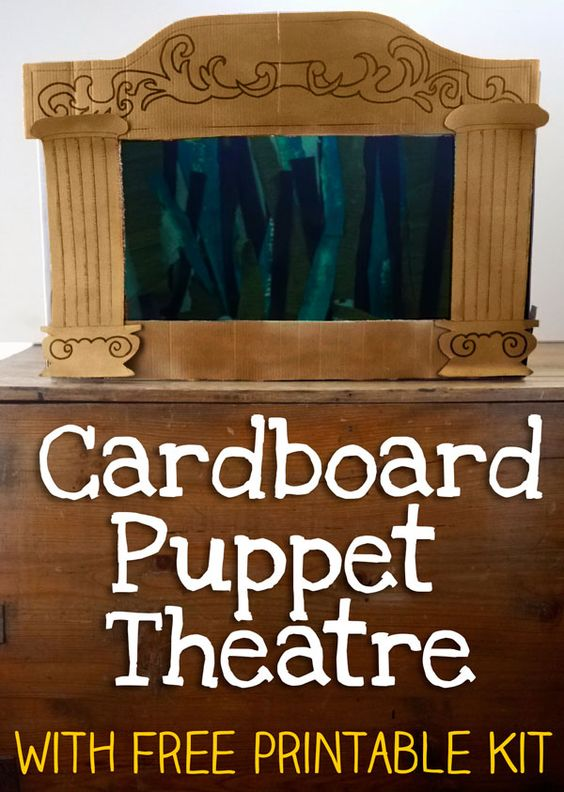 Cardboard
Puppet
Theatre
WITH FREE PRINTABLE KIT